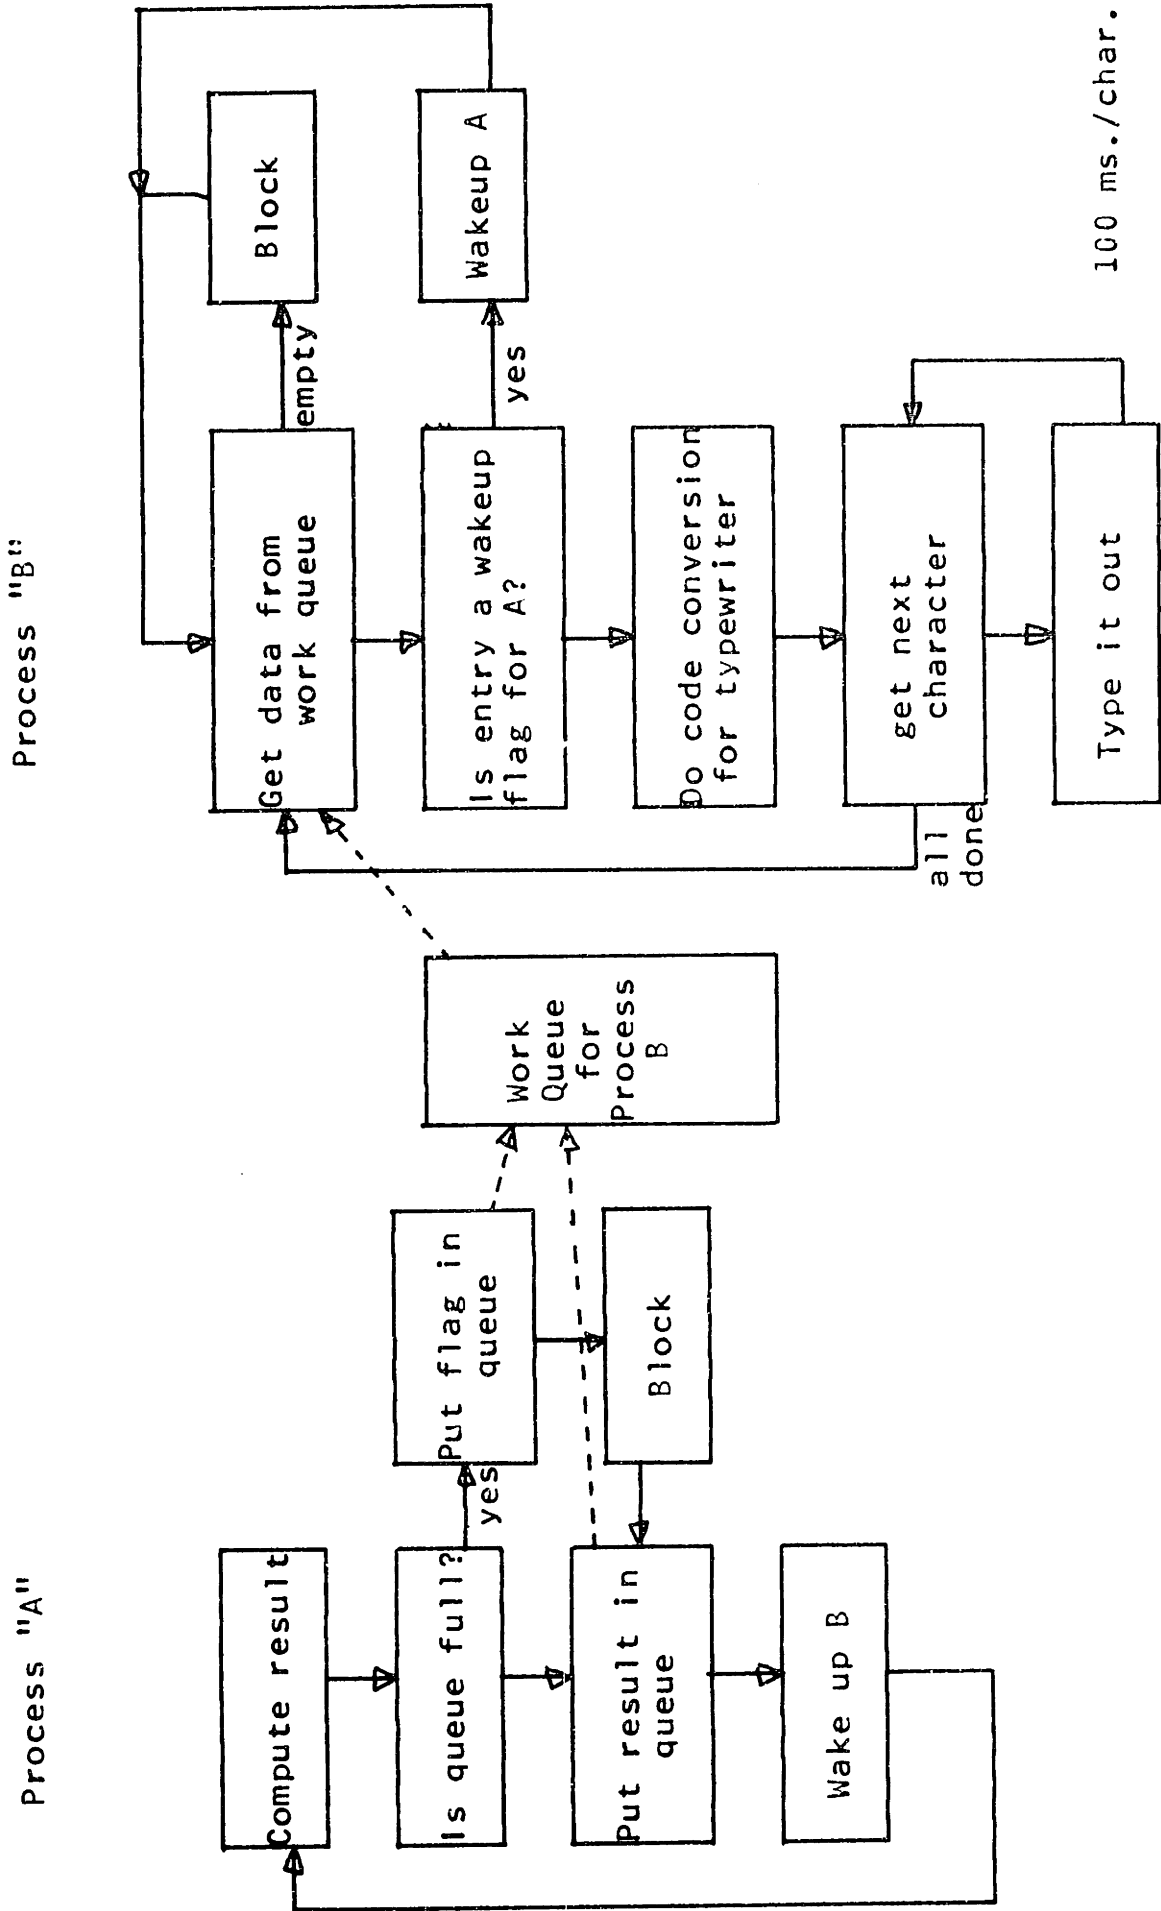 Process "A"
Compute result
Is queue full?
yes
Put flag in
queue
Put result in
queue
Block
Wake up B
Work
Queue
for
Process
B
Process "B"
Get data from
work queue
empty
Block
Is entry a wakeup
flag for A?
yes
Wakeup A
Do code conversion
for typewriter
get next
character
all
done
Type it out
100 ms./char.